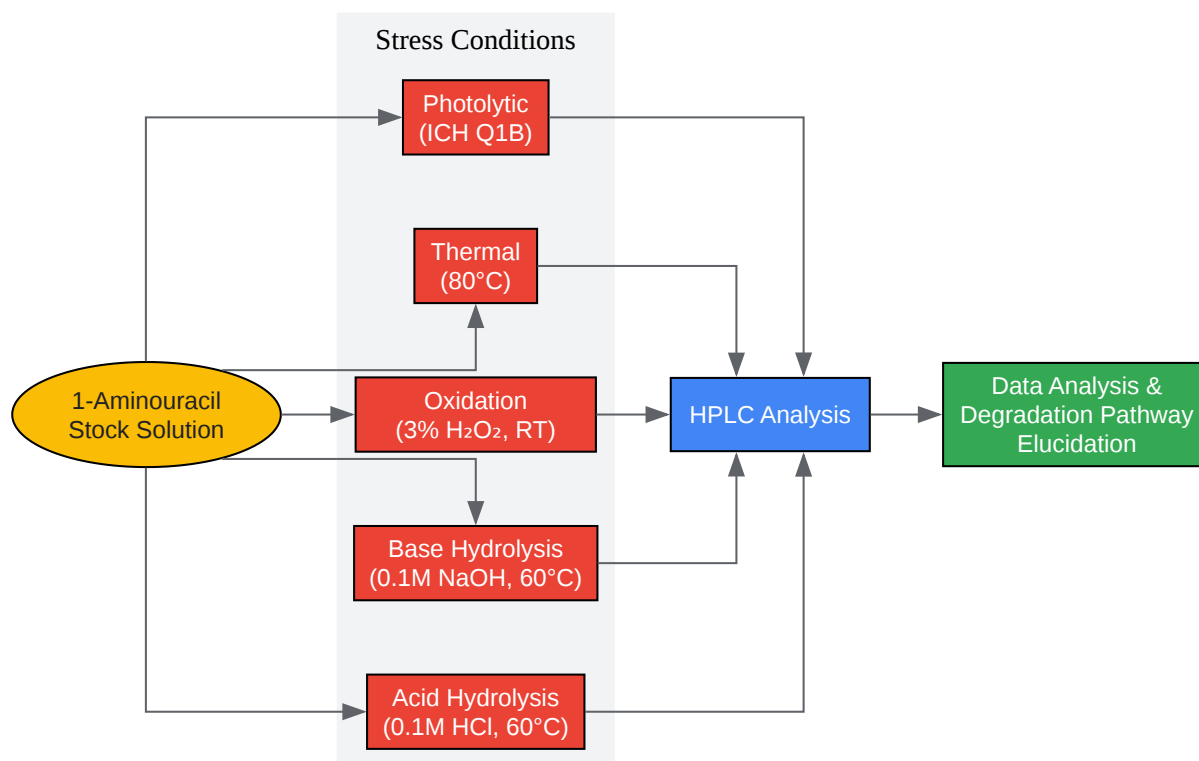 Stress Conditions
Photolytic
(ICH Q1B)
Thermal
(80°C)
1-Aminouracil
Stock Solution
Oxidation
(3% H₂O₂, RT)
HPLC Analysis
Data Analysis &
Degradation Pathway
Elucidation
Base Hydrolysis
(0.1M NaOH, 60°C)
Acid Hydrolysis
(0.1M HCl, 60°C)